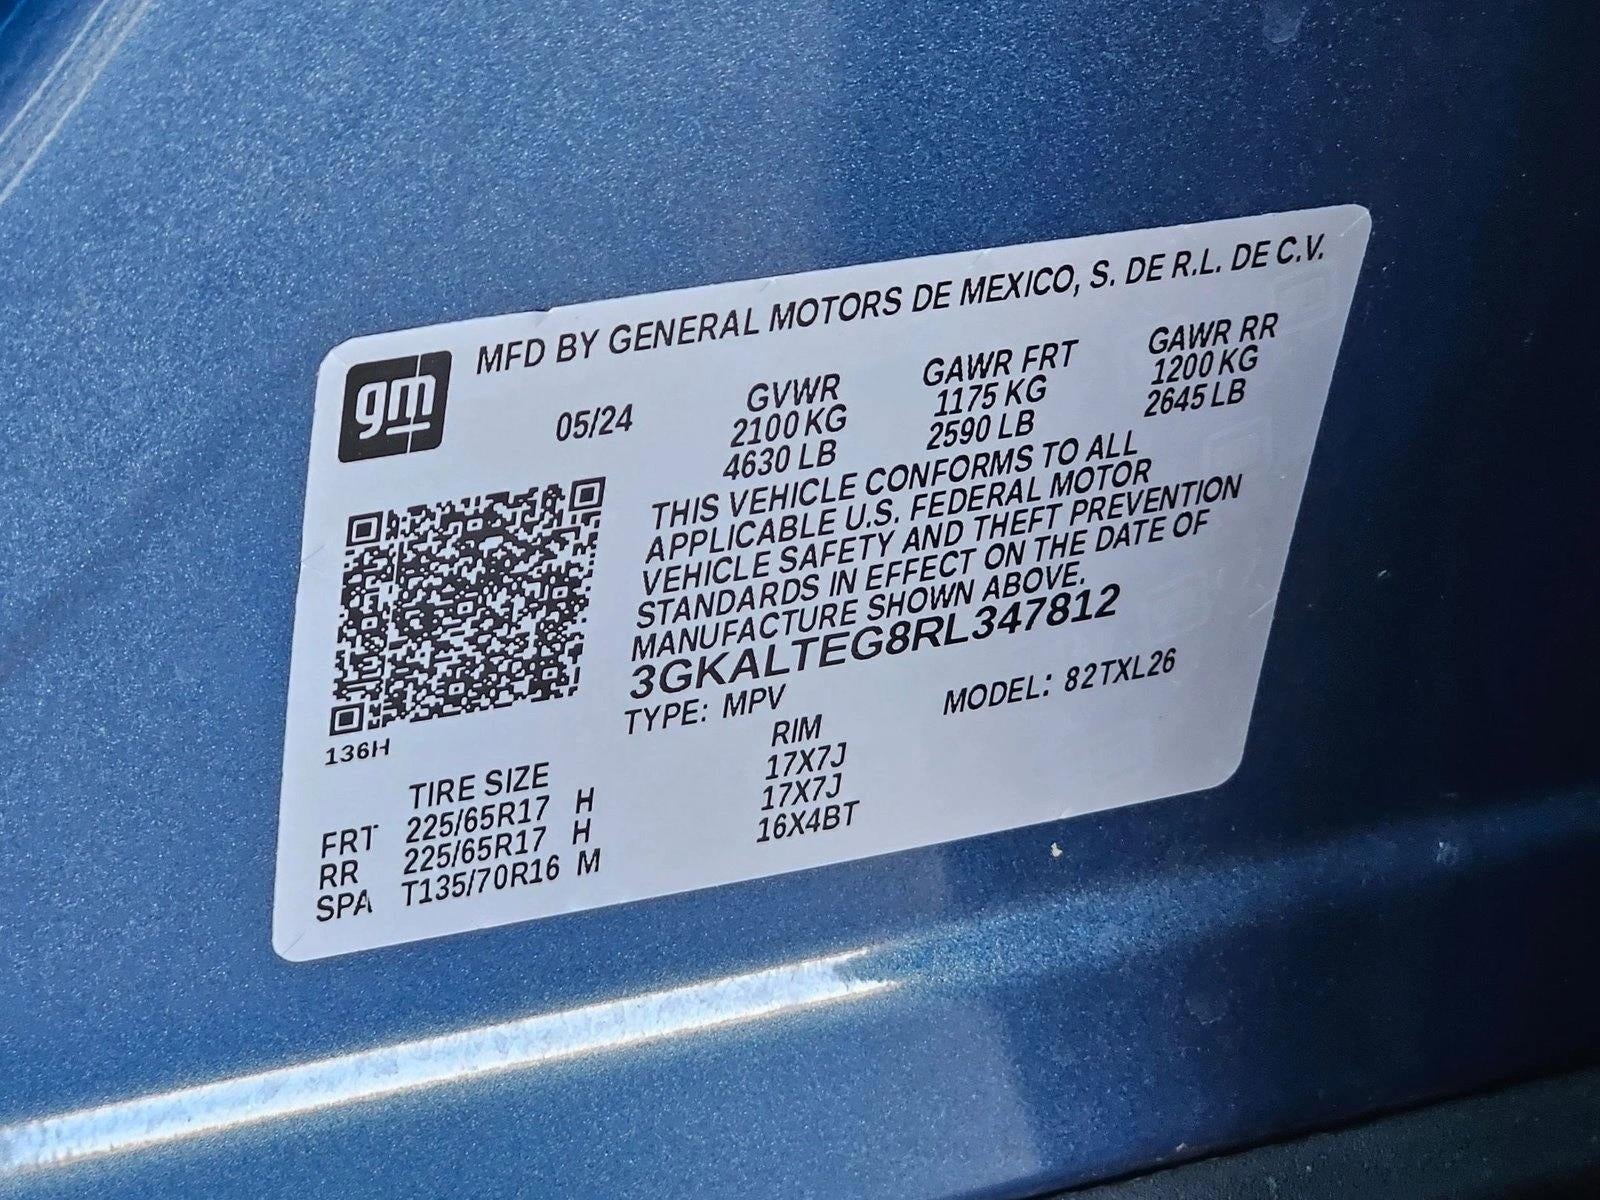 gm
MFD BY GENERAL MOTORS DE MEXICO, S. DE R.L. DE C.V.
05/24
GVWR
2100 KG
4630 LB
GAWR FRT
1175 KG
2590 LB
GAWR RR
1200 KG
2645 LB
THIS VEHICLE CONFORMS TO ALL
APPLICABLE U.S. FEDERAL MOTOR
VEHICLE SAFETY AND THEFT PREVENTION
STANDARDS IN EFFECT ON THE DATE OF
MANUFACTURE SHOWN ABOVE.
3GKALTEG8RL347812
TYPE: MPV MODEL: 82TXL26
136H
TIRE SIZE RIM
FRT 225/65R17 H 17X7J
RR 225/65R17 H 17X7J
SPA T135/70R16 M 16X4BT